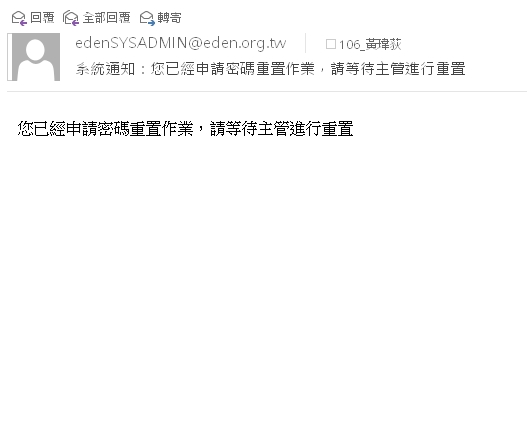 回覆 全部回覆 轉寄
edenSYSADMIN@eden.org.tw 106_黃瑋荻
系統通知：您已經申請密碼重置作業，請等待主管進行重置
您已經申請密碼重置作業，請等待主管進行重置